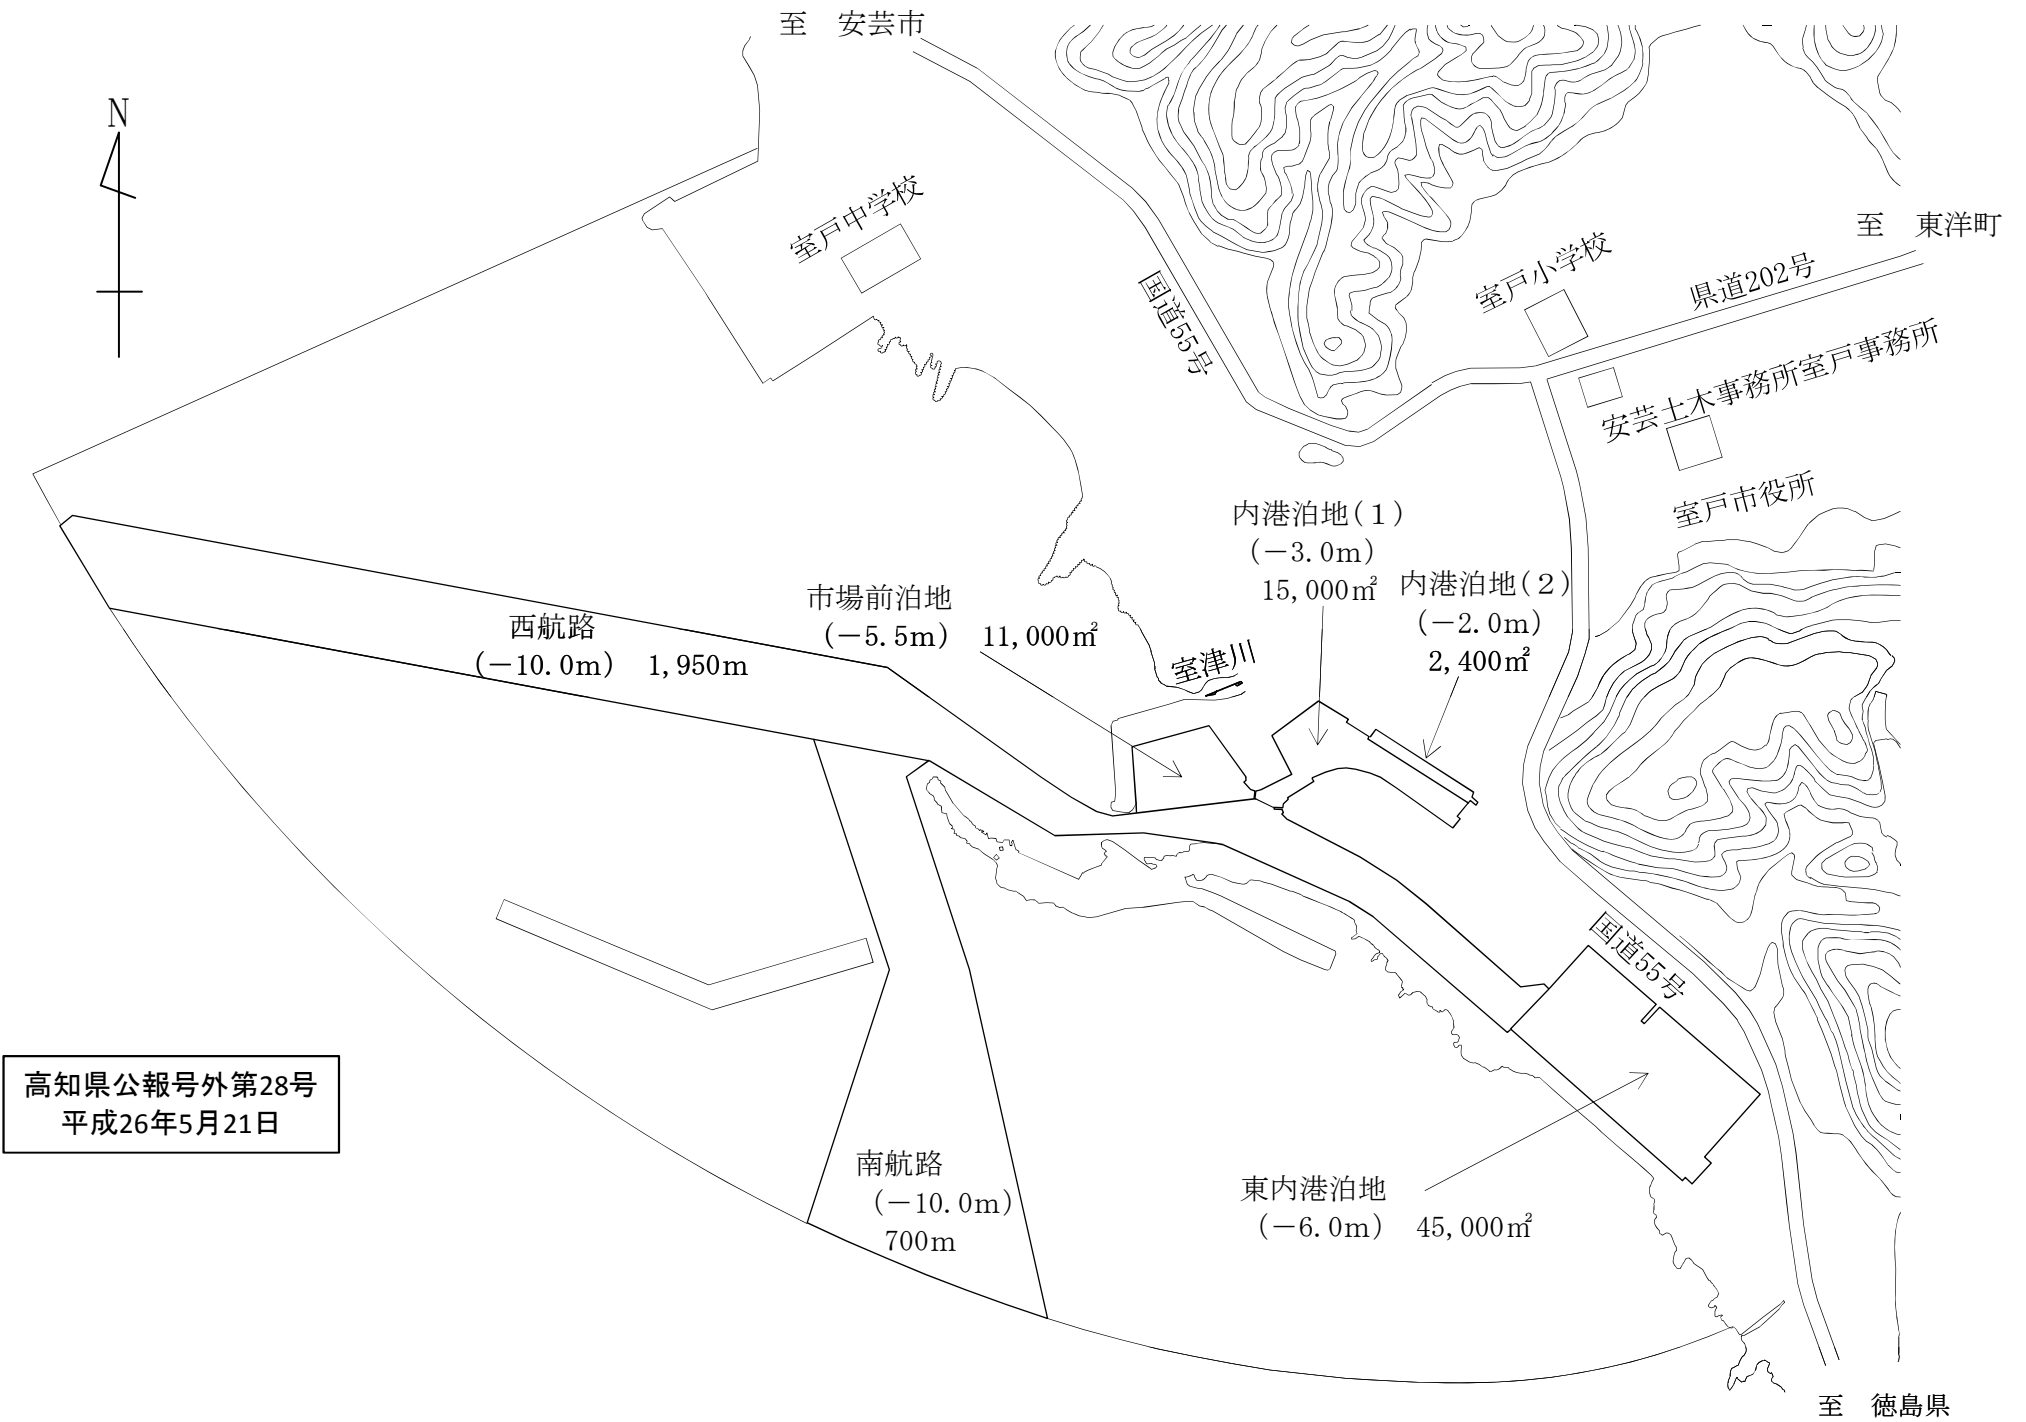 至　安芸市
N
室戸中学校
国道55号
室戸小学校
至　東洋町
県道202号
安芸土木事務所室戸事務所
室戸市役所
内港泊地(1)
(－3.0m)
15,000㎡
内港泊地(2)
(－2.0m)
2,400㎡
市場前泊地
(－5.5m)　11,000㎡
西航路
(－10.0m)　1,950m
室津川
国道55号
高知県公報号外第28号
平成26年5月21日
南航路
(－10.0m)
700m
東内港泊地
(－6.0m)　45,000㎡
至　徳島県